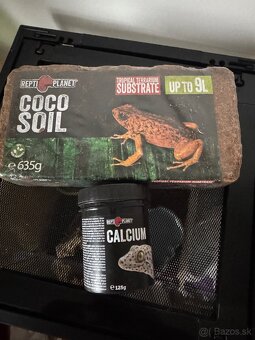 REPTI PLANET
COCO
SOIL
℮635g
TROPICAL TERRARIUM
SUBSTRATE
UP TO 9L
REPTI PLANET
CALCIUM
℮125g
Bazos.sk